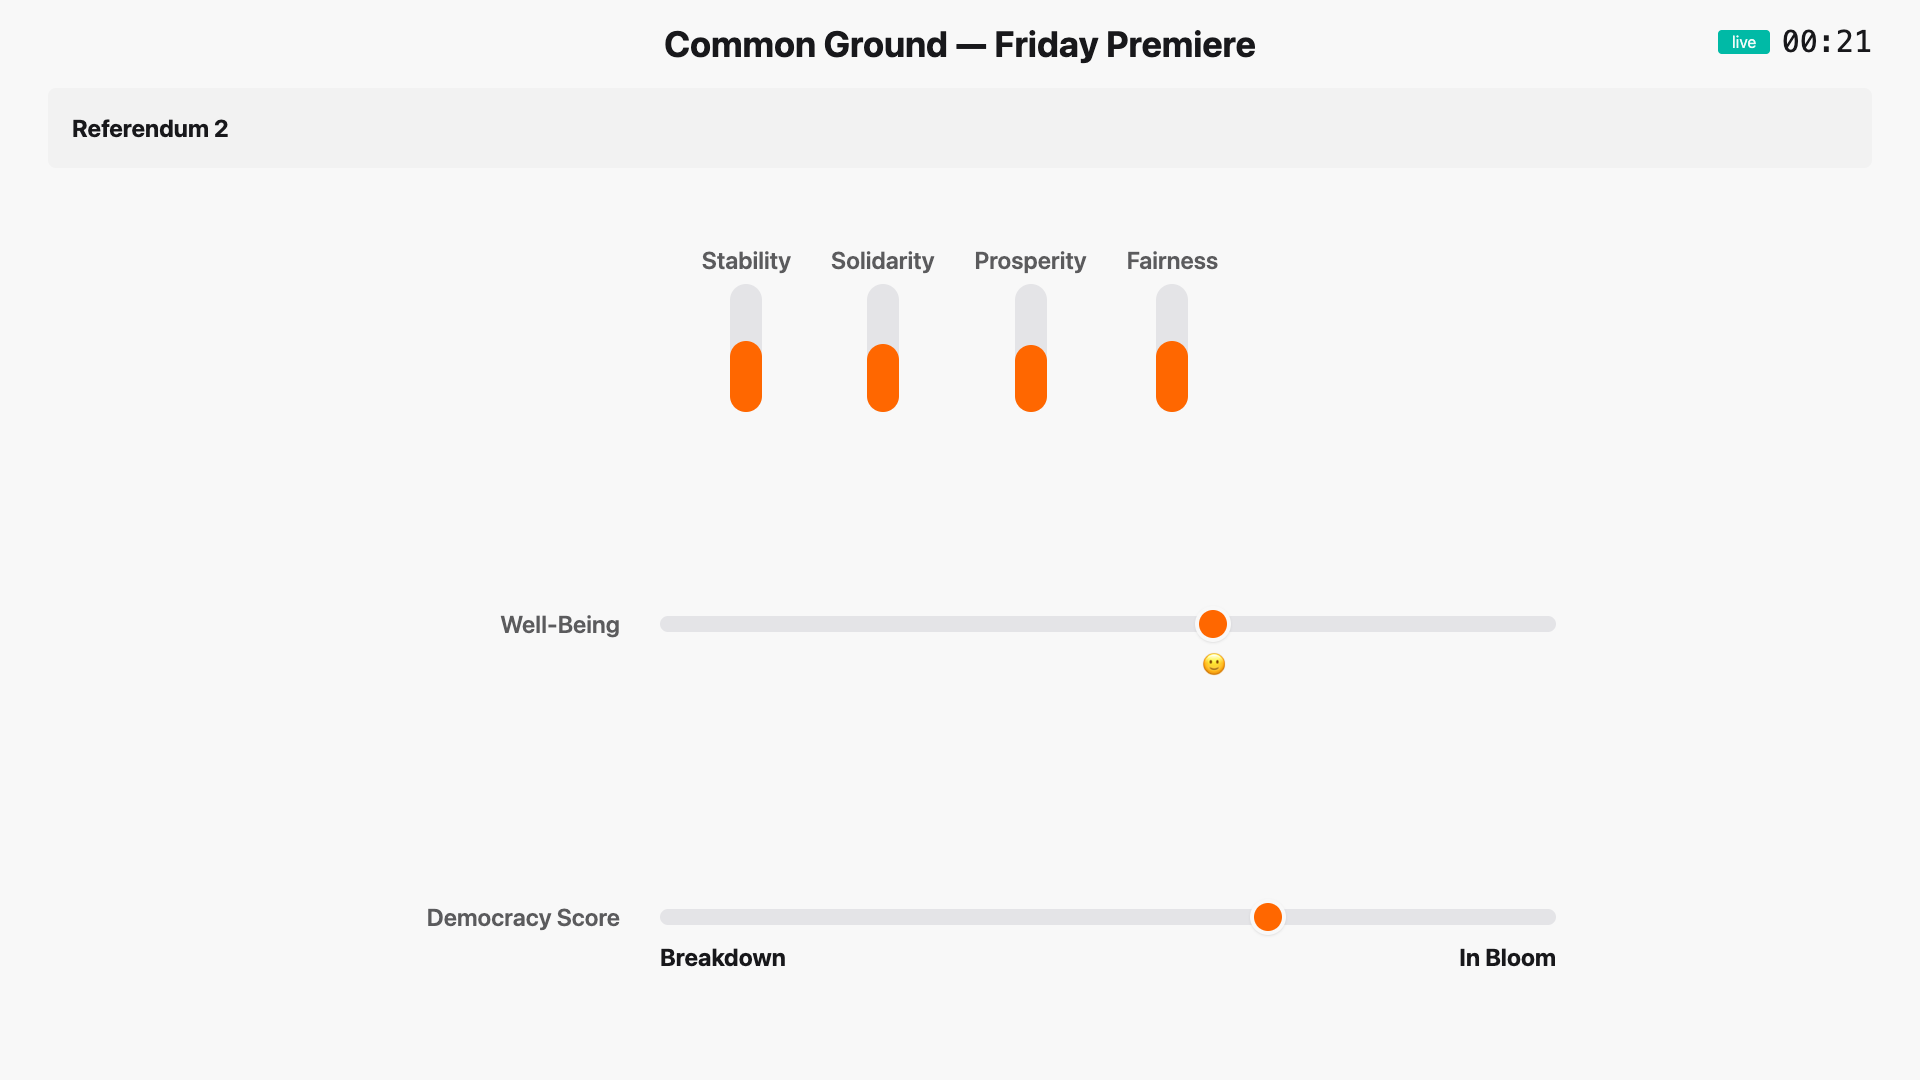 Common Ground — Friday Premiere
live 00:21
Referendum 2
Stability Solidarity Prosperity Fairness
Well-Being
Democracy Score
Breakdown In Bloom